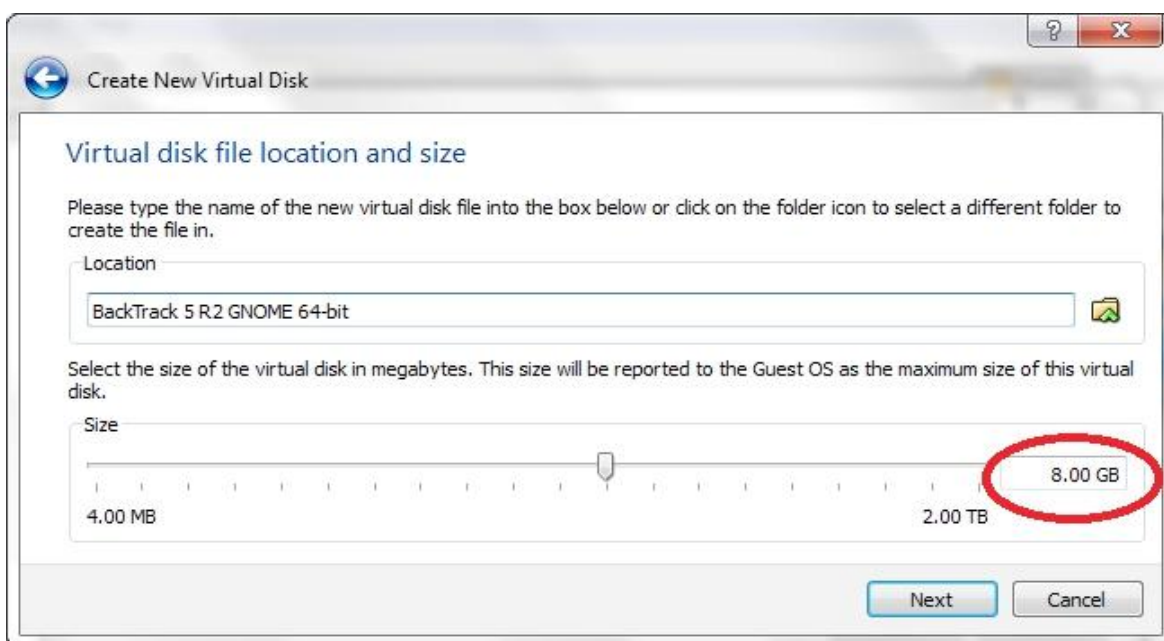 Create New Virtual Disk
Virtual disk file location and size
Please type the name of the new virtual disk file into the box below or click on the folder icon to select a different folder to
create the file in.
Location
BackTrack 5 R2 GNOME 64-bit
Select the size of the virtual disk in megabytes. This size will be reported to the Guest OS as the maximum size of this virtual
disk.
Size
8.00 GB
4.00 MB
2.00 TB
Next
Cancel